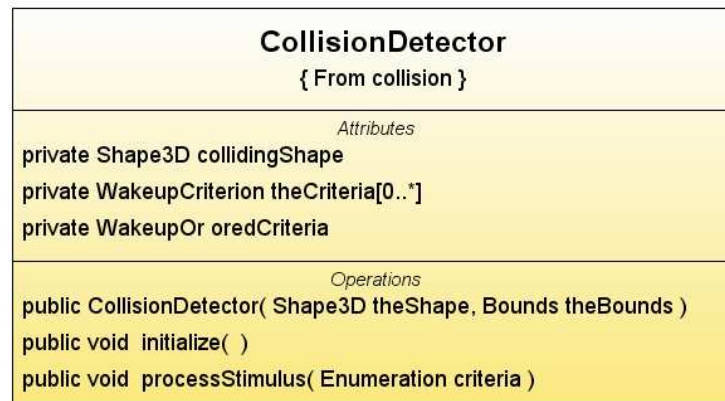 CollisionDetector
{ From collision }
Attributes
private Shape3D collidingShape
private WakeupCriterion theCriteria[0..*]
private WakeupOr oredCriteria
Operations
public CollisionDetector( Shape3D theShape, Bounds theBounds )
public void initialize( )
public void processStimulus( Enumeration criteria )